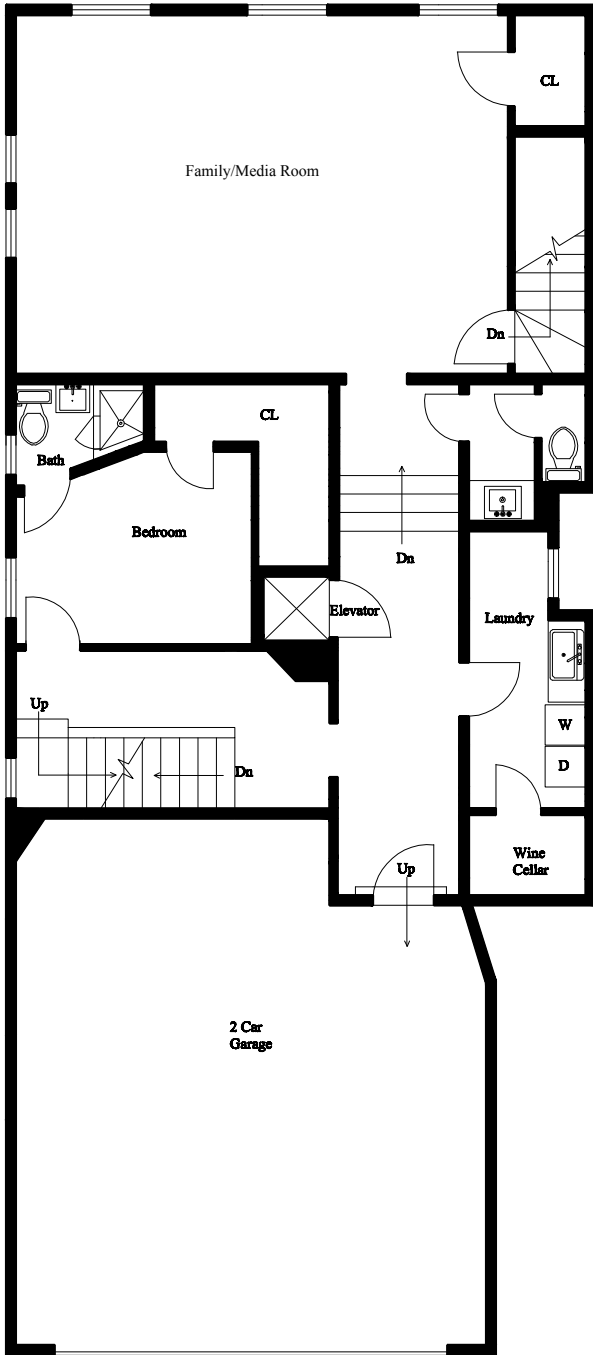 CL
Family/Media Room
Dn
CL
Bath
Bedroom
Dn
Elevator
Laundry
Up
W
Dn
D
Wine
Cellar
Up
2 Car
Garage